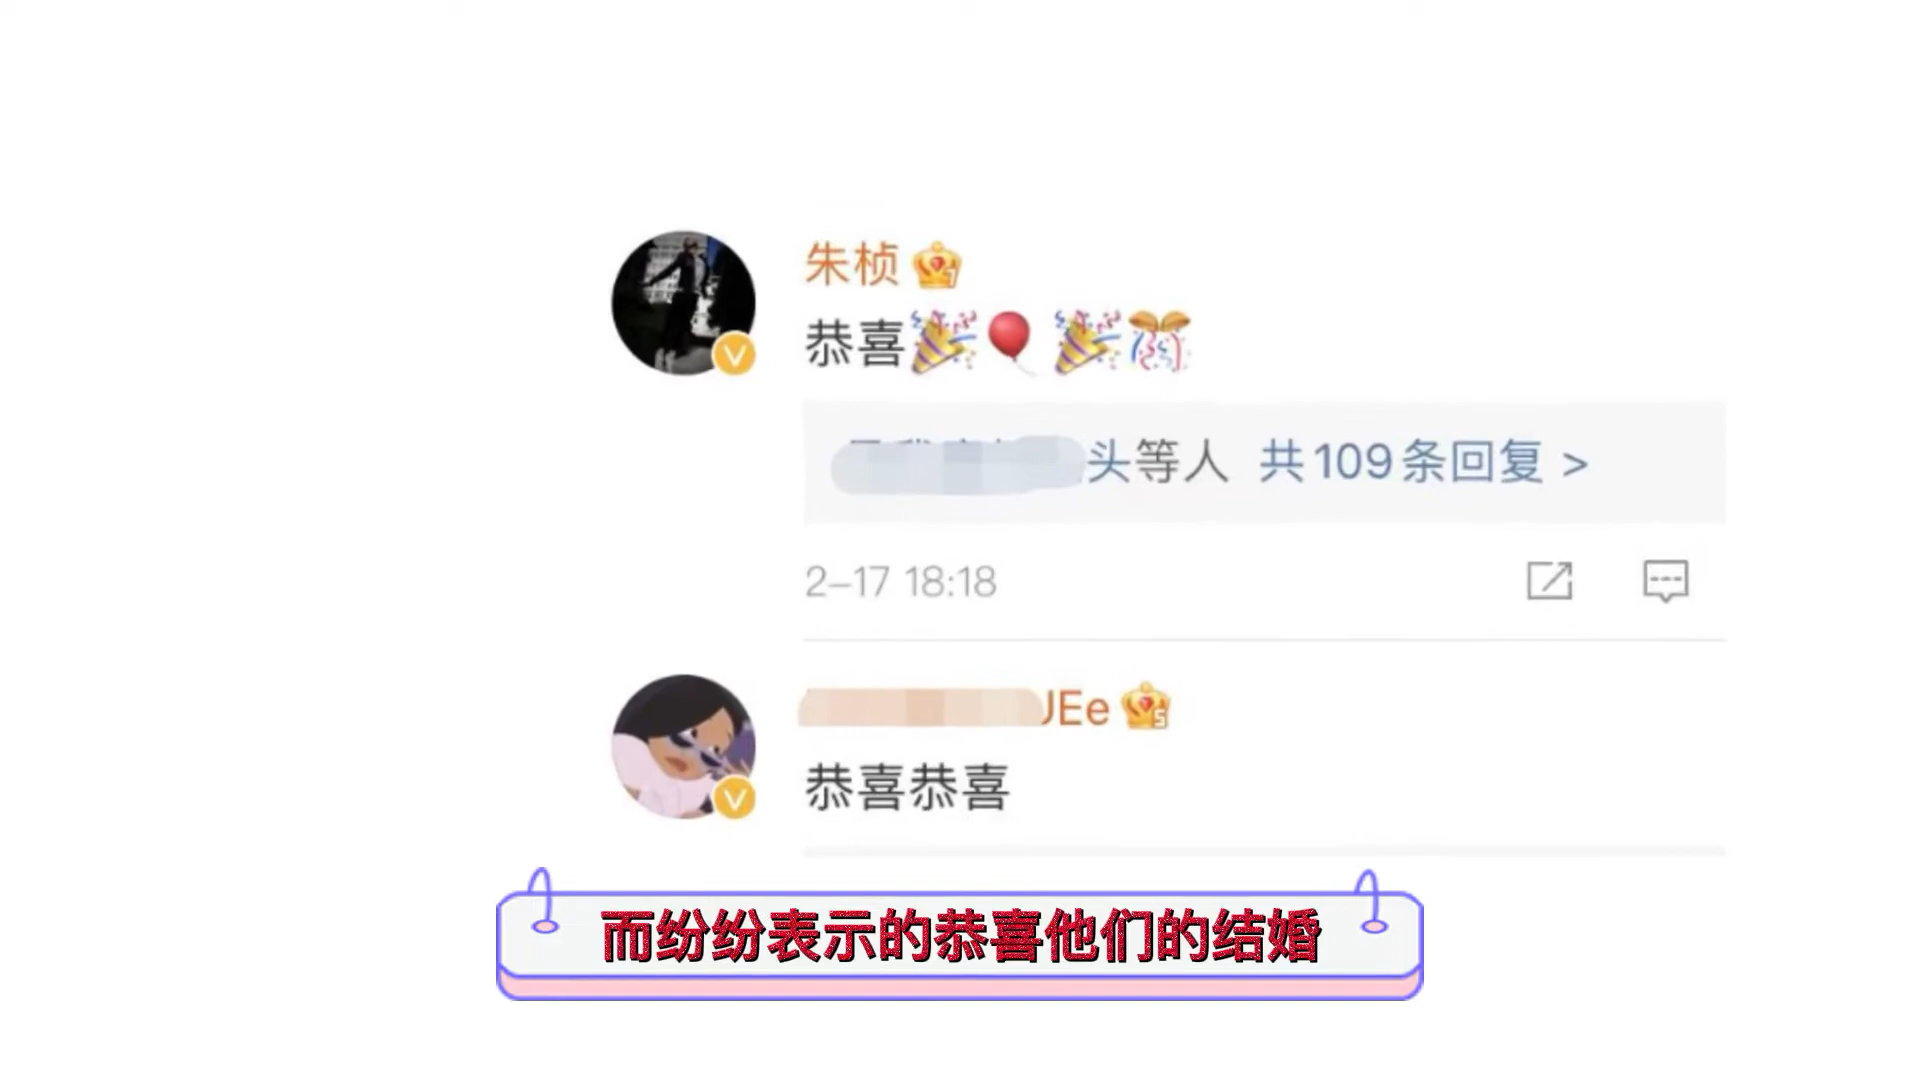 朱桢
恭喜🎉🎈🎉🎊
头等人 共109条回复 >
2-17 18:18
JEe
恭喜恭喜
而纷纷表示的恭喜他们的结婚